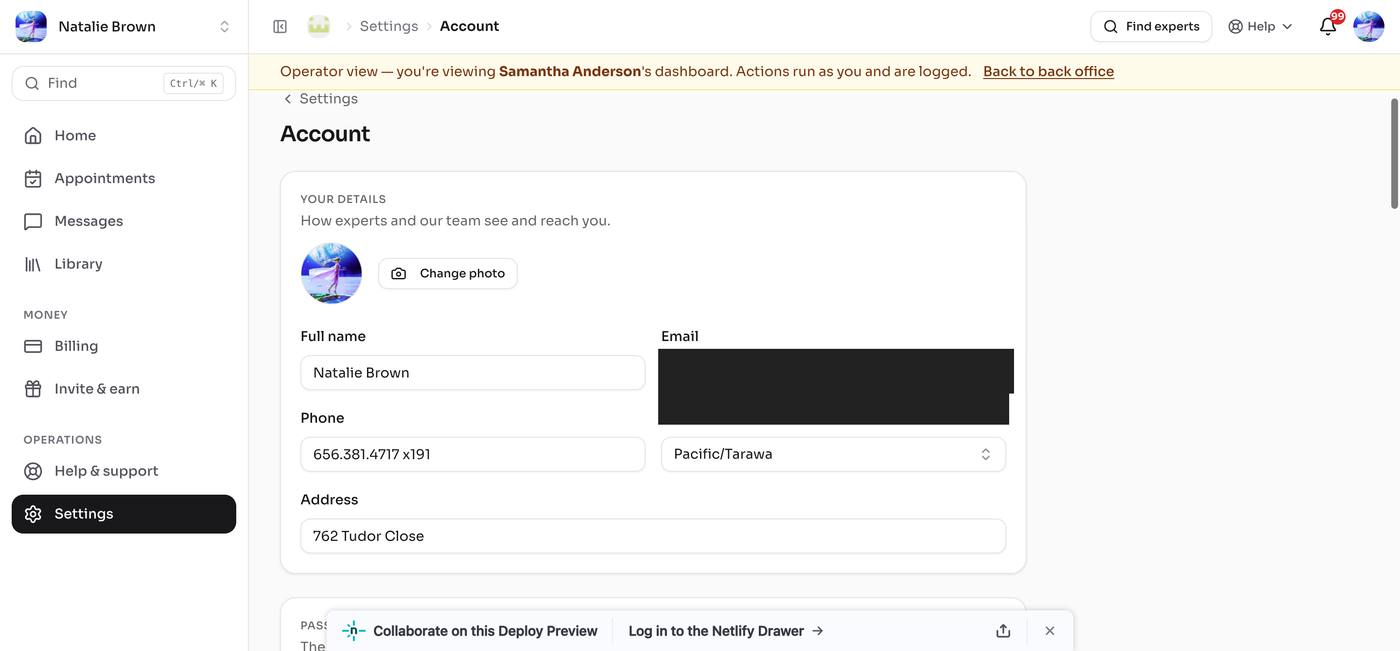 Natalie Brown
Settings
Account
Find experts
Help
99
Operator view — you're viewing Samantha Anderson's dashboard. Actions run as you and are logged. Back to back office
Find
Ctrl/⌘ K
Home
Appointments
Messages
Library
MONEY
Billing
Invite & earn
OPERATIONS
Help & support
Settings
Settings
Account
YOUR DETAILS
How experts and our team see and reach you.
Change photo
Full name
Email
Natalie Brown
Phone
656.381.4717 x191
Pacific/Tarawa
Address
762 Tudor Close
PASS
The
Collaborate on this Deploy Preview
Log in to the Netlify Drawer →